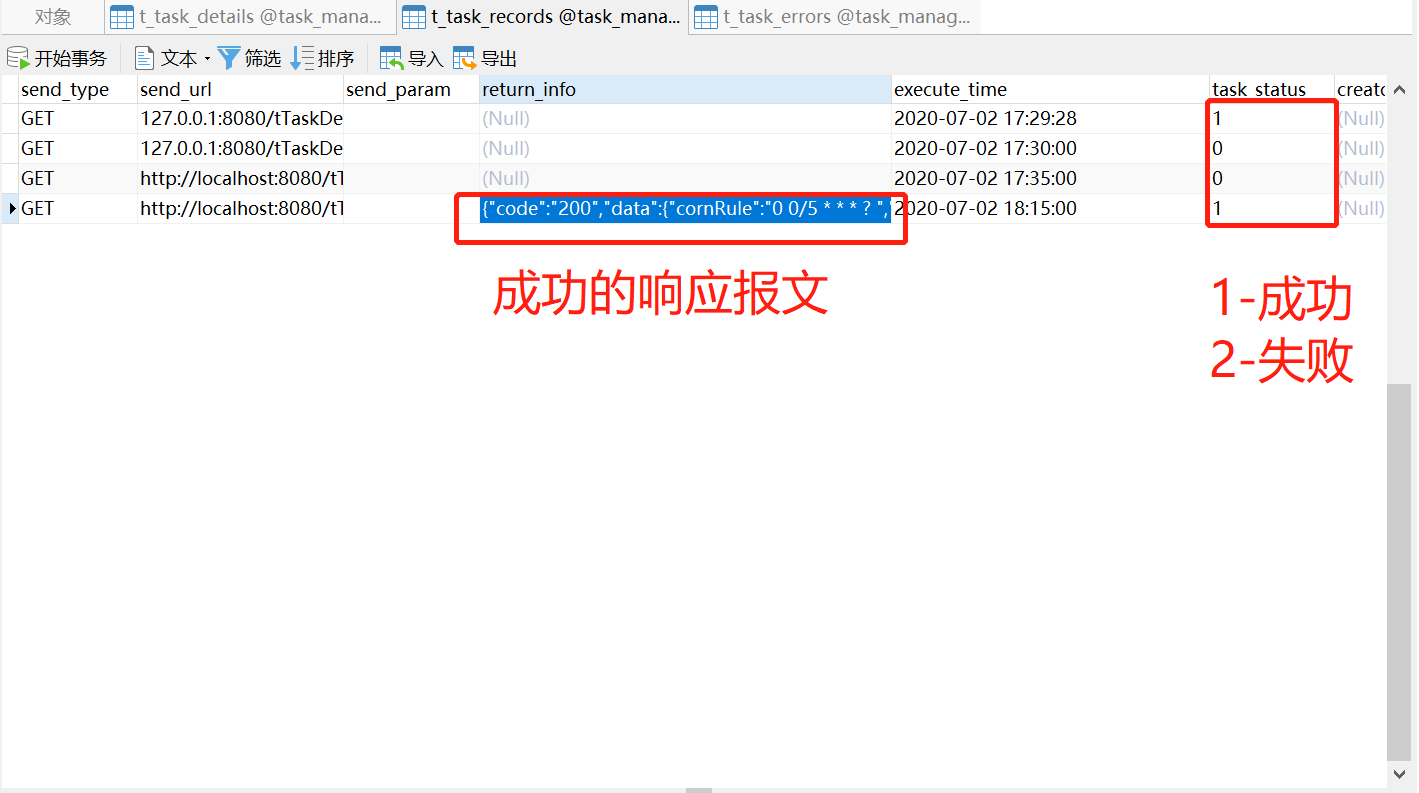 对象 t_task_details @task_mana... t_task_records @task_mana... t_task_errors @task_manag...
开始事务 文本 筛选 排序 导入 导出
send_type send_url send_param return_info execute_time task_status creato
GET 127.0.0.1:8080/tTaskDe (Null) 2020-07-02 17:29:28 1 (Null)
GET 127.0.0.1:8080/tTaskDe (Null) 2020-07-02 17:30:00 0 (Null)
GET http://localhost:8080/tT (Null) 2020-07-02 17:35:00 0 (Null)
GET http://localhost:8080/tT {"code":"200","data":{"cornRule":"0 0/5 * * * ? ", 2020-07-02 18:15:00 1 (Null)
成功的响应报文
1-成功
2-失败